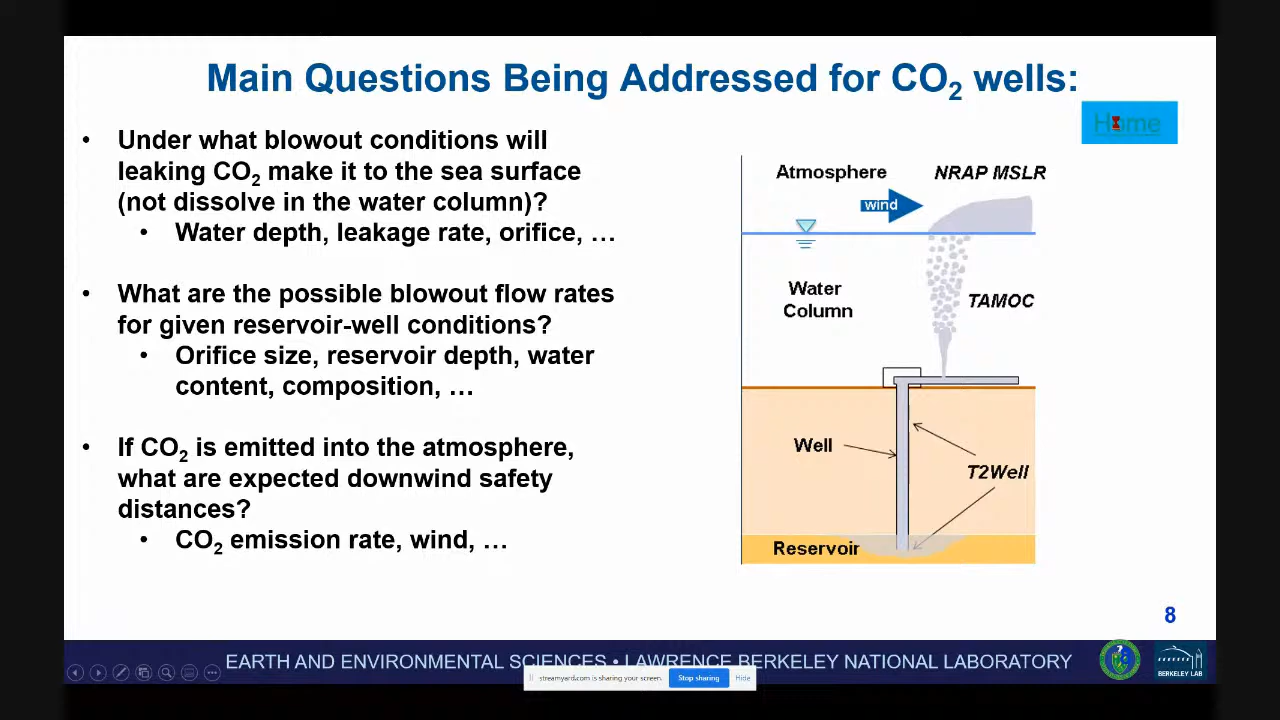 Main Questions Being Addressed for CO2 wells:
Home
• Under what blowout conditions will
leaking CO2 make it to the sea surface
(not dissolve in the water column)?
• Water depth, leakage rate, orifice, …
• What are the possible blowout flow rates
for given reservoir-well conditions?
• Orifice size, reservoir depth, water
content, composition, …
• If CO2 is emitted into the atmosphere,
what are expected downwind safety
distances?
• CO2 emission rate, wind, …
Atmosphere
NRAP MSLR
wind
Water
Column
TAMOC
Well
T2Well
Reservoir
8
EARTH AND ENVIRONMENTAL SCIENCES • LAWRENCE BERKELEY NATIONAL LABORATORY
BERKELEY LAB
streamyard.com is sharing your screen.
Stop sharing
Hide